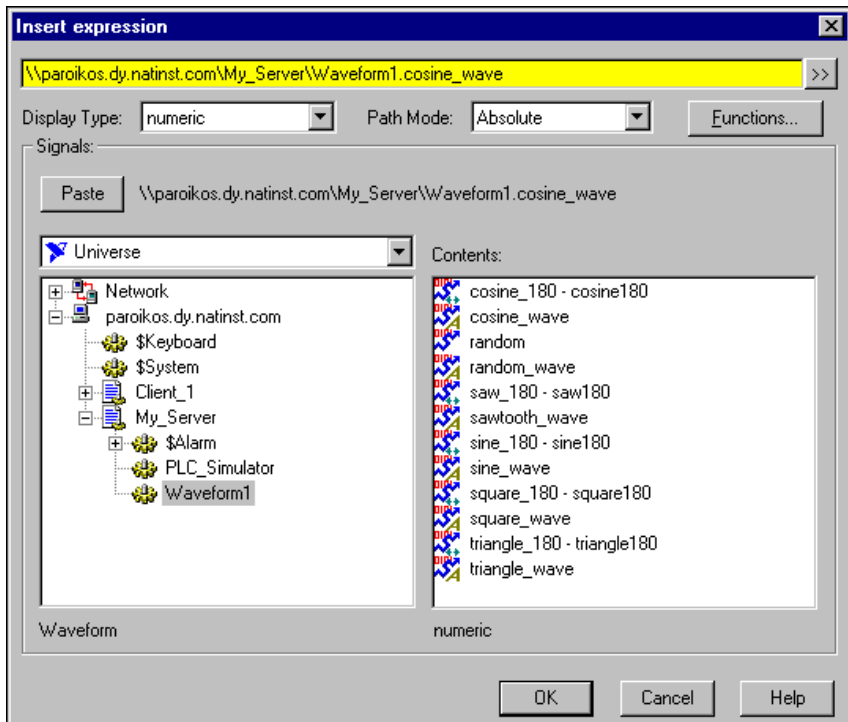 Insert expression
\\paroikos.dy.natinst.com\My_Server\Waveform1.cosine_wave >>
Display Type: numeric Path Mode: Absolute Functions...
Signals:
Paste \\paroikos.dy.natinst.com\My_Server\Waveform1.cosine_wave
Universe
Network
paroikos.dy.natinst.com
$Keyboard
$System
Client_1
My_Server
$Alarm
PLC_Simulator
Waveform1
Waveform
Contents:
cosine_180 - cosine180
cosine_wave
random
random_wave
saw_180 - saw180
sawtooth_wave
sine_180 - sine180
sine_wave
square_180 - square180
square_wave
triangle_180 - triangle180
triangle_wave
numeric
OK Cancel Help